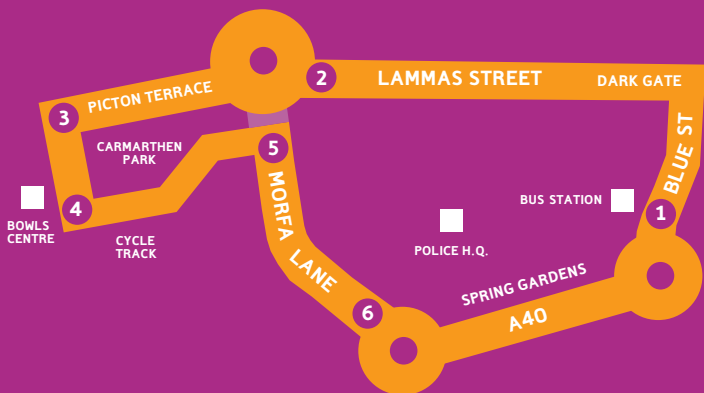 2
LAMMAS STREET
DARK GATE
PICTON TERRACE
3
CARMARTHEN
PARK
5
BLUE ST
4
BOWLS
CENTRE
CYCLE
TRACK
MORFA
LANE
BUS STATION
1
POLICE H.Q.
SPRING GARDENS
A40
6